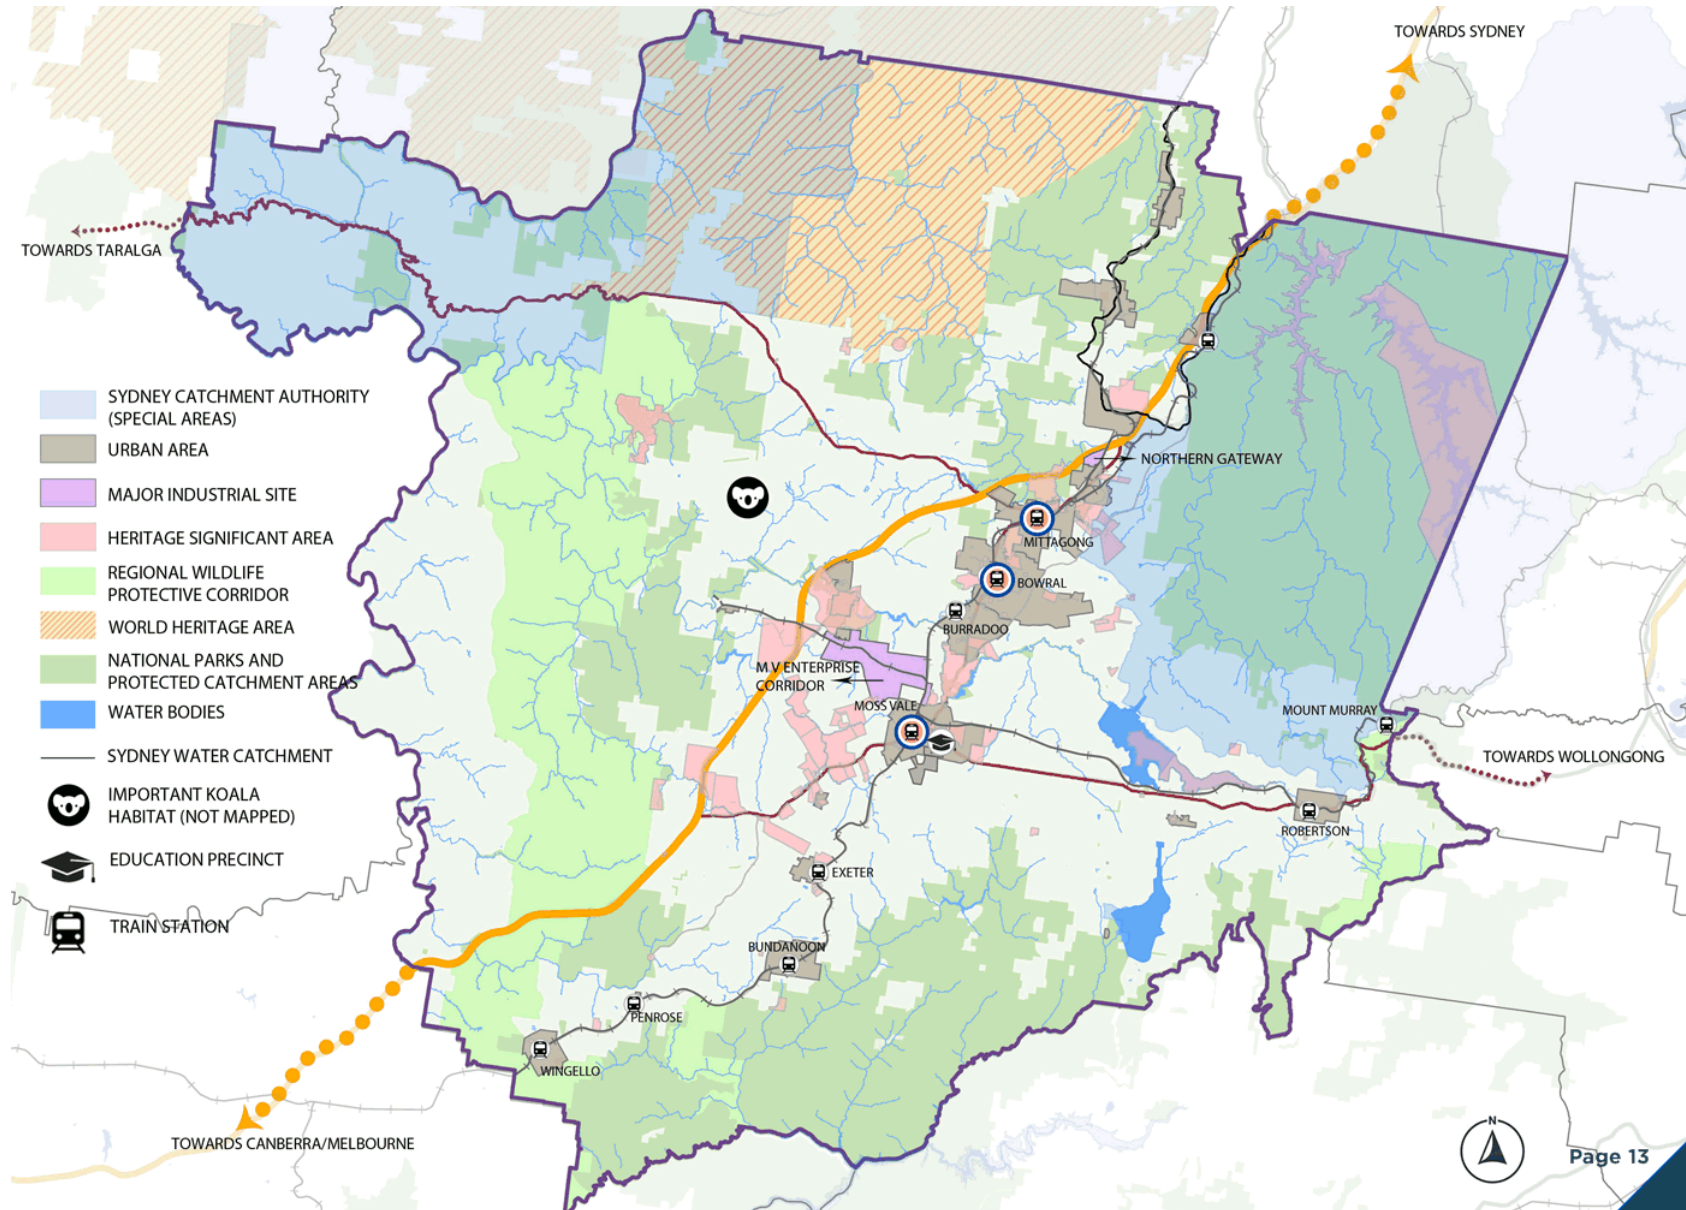 TOWARDS SYDNEY
TOWARDS TARALGA
SYDNEY CATCHMENT AUTHORITY
(SPECIAL AREAS)
URBAN AREA
MAJOR INDUSTRIAL SITE
HERITAGE SIGNIFICANT AREA
REGIONAL WILDLIFE
PROTECTIVE CORRIDOR
WORLD HERITAGE AREA
NATIONAL PARKS AND
PROTECTED CATCHMENT AREAS
WATER BODIES
SYDNEY WATER CATCHMENT
IMPORTANT KOALA
HABITAT (NOT MAPPED)
EDUCATION PRECINCT
TRAIN STATION
NORTHERN GATEWAY
MITTAGONG
BOWRAL
BURRADOO
M V ENTERPRISE
CORRIDOR
MOSS VALE
MOUNT MURRAY
TOWARDS WOLLONGONG
ROBERTSON
EXETER
BUNDANOON
PENROSE
WINGELLO
TOWARDS CANBERRA/MELBOURNE
N
Page 13